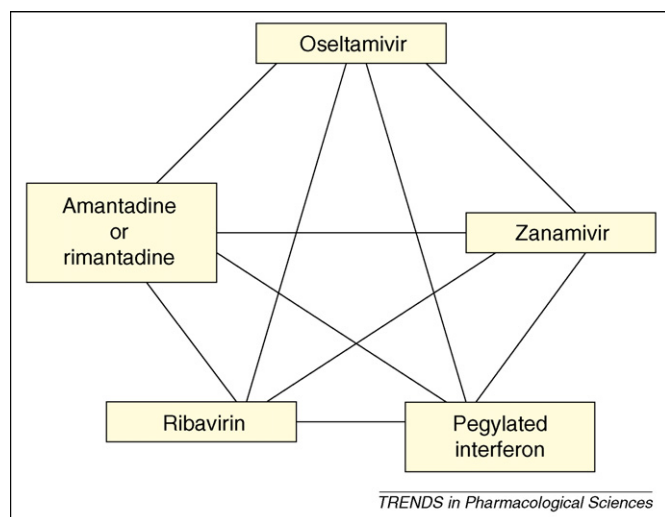 Oseltamivir
Amantadine
or
rimantadine
Zanamivir
Ribavirin
Pegylated
interferon
TRENDS in Pharmacological Sciences